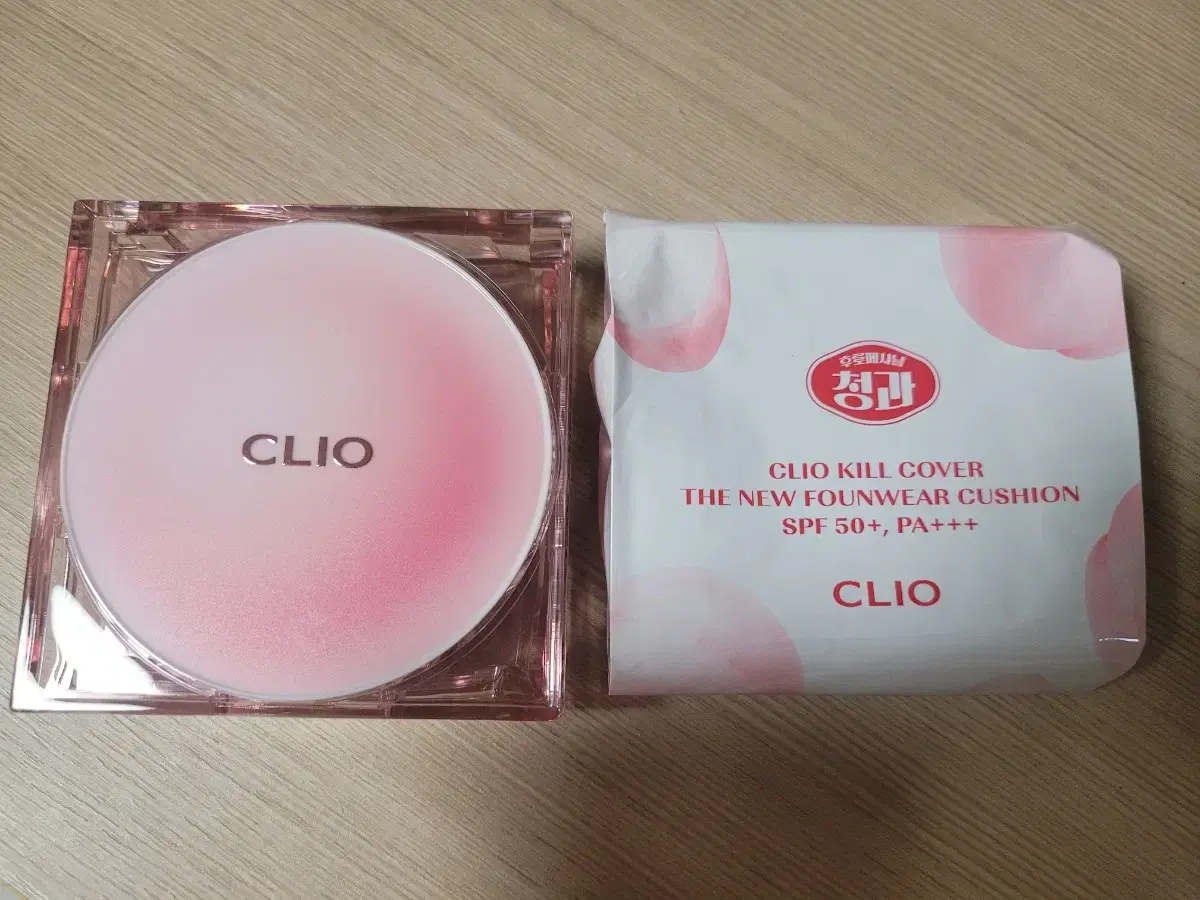 CLIO
청과
CLIO KILL COVER
THE NEW FOUNWEAR CUSHION
SPF 50+, PA+++
CLIO